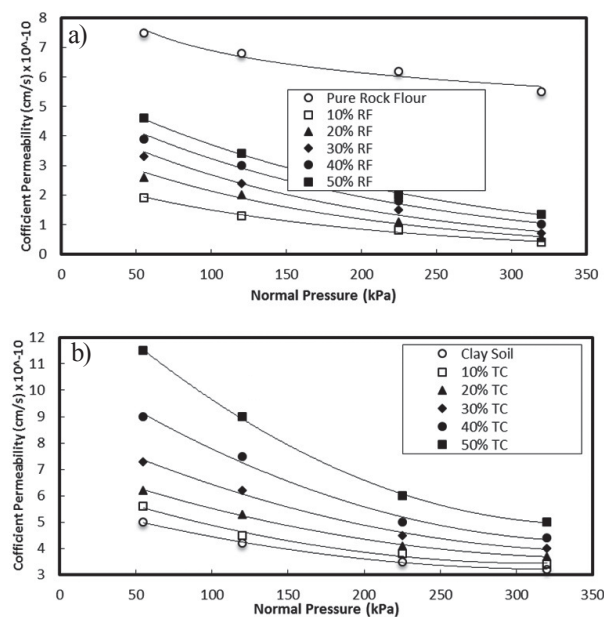 a)
Cofficient Permeability (cm/s) x10^-10
8
7
6
5
4
3
2
1
0
Pure Rock Flour
10% RF
20% RF
30% RF
40% RF
50% RF
0 50 100 150 200 250 300 350
Normal Pressure (kPa)
b)
Cofficient Permeability (cm/s) x10^-10
12
11
10
9
8
7
6
5
4
3
Clay Soil
10% TC
20% TC
30% TC
40% TC
50% TC
0 50 100 150 200 250 300 350
Normal Pressure (kPa)